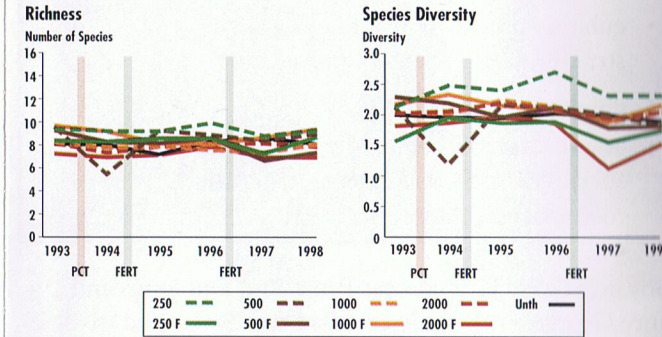 Richness
Number of Species
16
14
12
10
8
6
4
2
0
1993 1994 1995 1996 1997 1998
PCT FERT FERT
Species Diversity
Diversity
3.0
2.5
2.0
1.5
1.0
0.5
0
1993 1994 1995 1996 1997 199
PCT FERT FERT
250 500 1000 2000 Unth
250 F 500 F 1000 F 2000 F